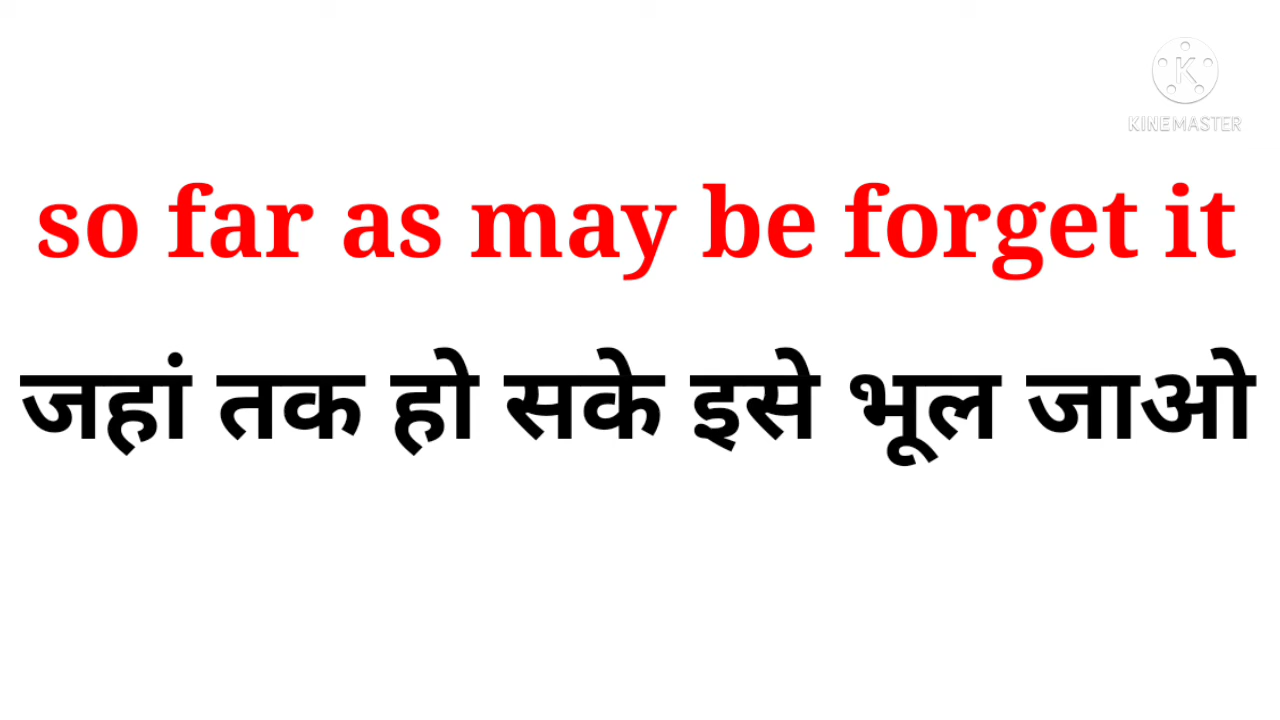 KINEMASTER
so far as may be forget it
जहां तक हो सके इसे भूल जाओ